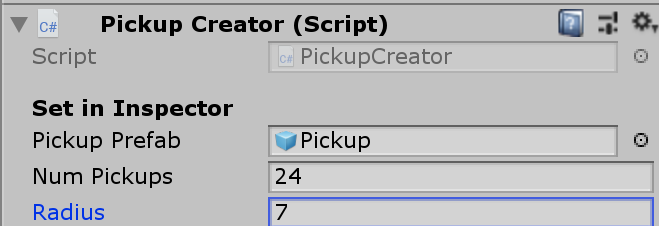 C# Pickup Creator (Script)
Script C# PickupCreator
Set in Inspector
Pickup Prefab Pickup
Num Pickups 24
Radius 7